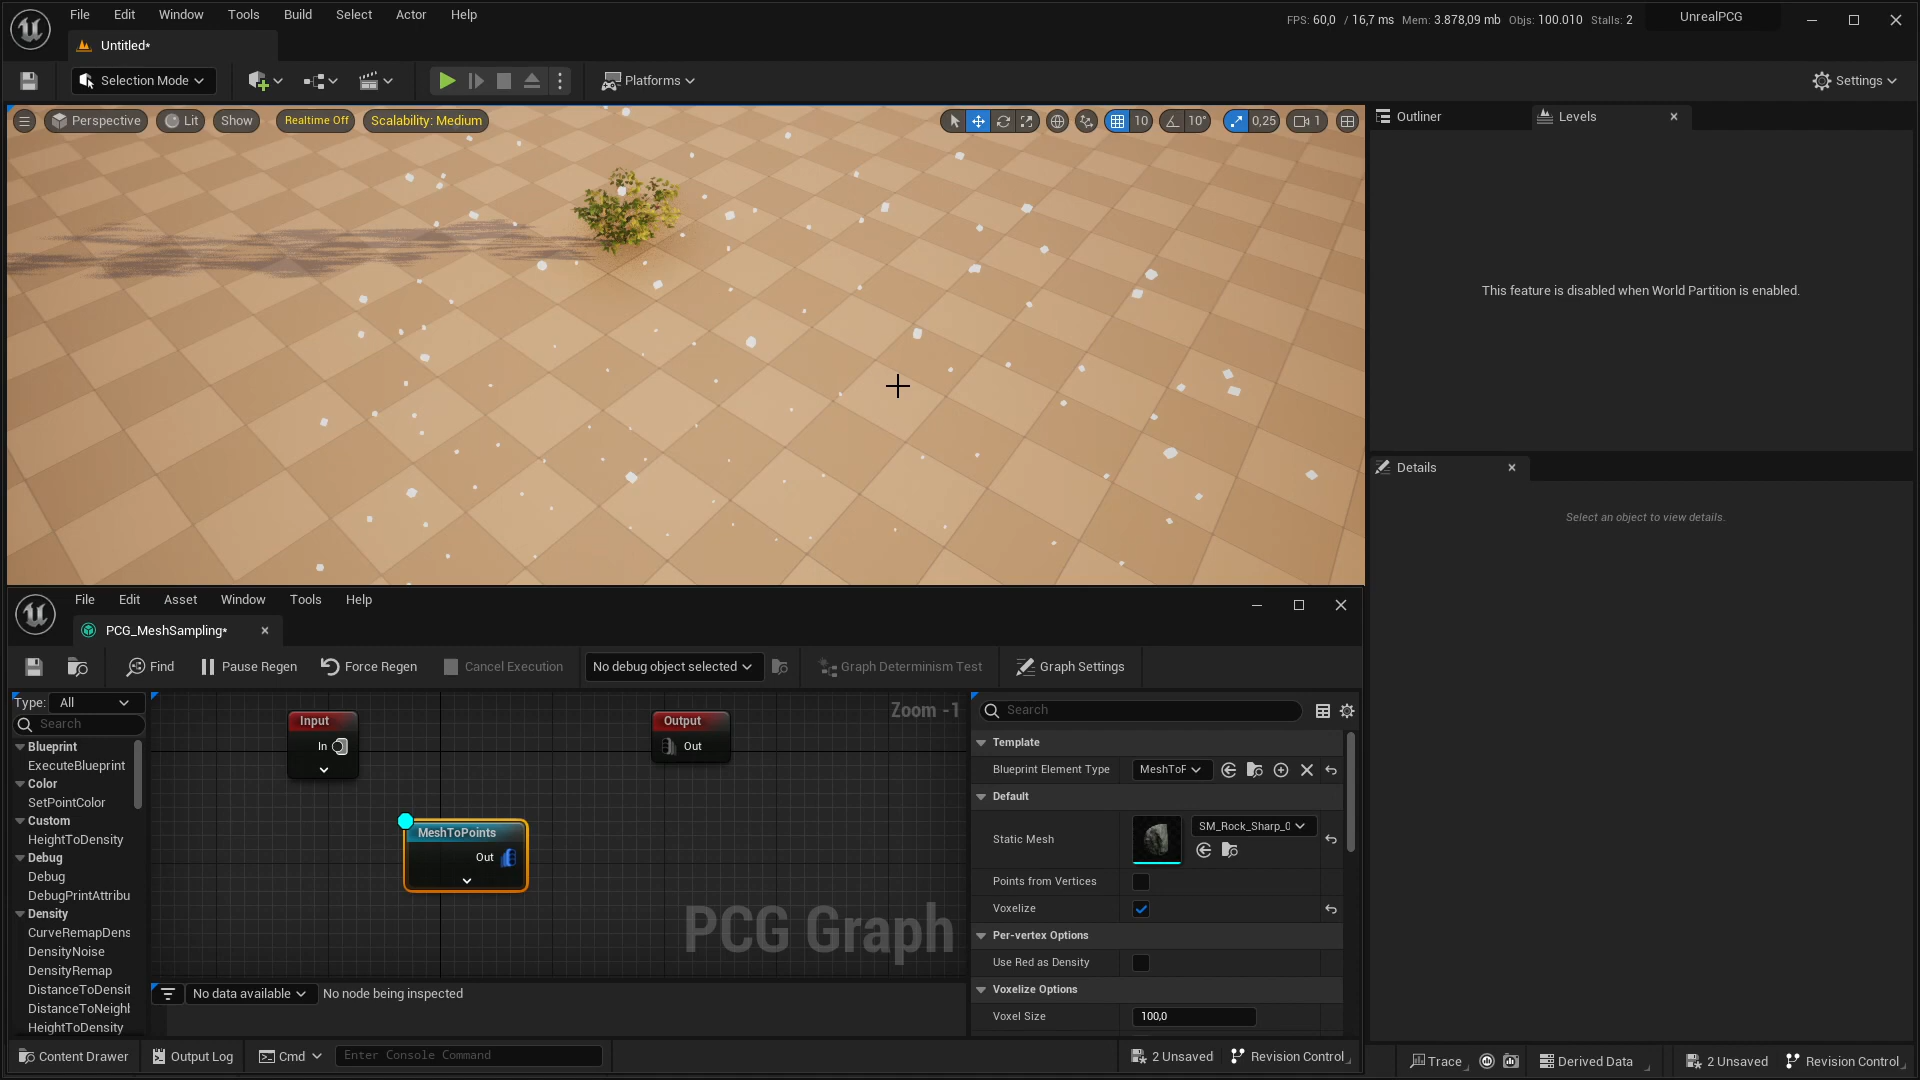 File Edit Window Tools Build Select Actor Help
FPS: 60,0 / 16,7 ms Mem: 3.878,09 mb Objs: 100.010 Stalls: 2
UnrealPCG
Untitled*
Selection Mode
Platforms
Settings
Perspective Lit Show Realtime Off Scalability: Medium
10 10° 0,25 1
Outliner
Levels
This feature is disabled when World Partition is enabled.
Details
Select an object to view details.
File Edit Asset Window Tools Help
PCG_MeshSampling*
Find Pause Regen Force Regen Cancel Execution No debug object selected Graph Determinism Test Graph Settings
Type: All
Search
Blueprint
ExecuteBlueprint
Color
SetPointColor
Custom
HeightToDensity
Debug
Debug
DebugPrintAttribu
Density
CurveRemapDens
DensityNoise
DensityRemap
DistanceToDensit
DistanceToNeighb
HeightToDensity
Zoom -1
Input
In
Output
Out
MeshToPoints
Out
PCG Graph
No data available No node being inspected
Search
Template
Blueprint Element Type MeshToF
Default
Static Mesh SM_Rock_Sharp_0
Points from Vertices
Voxelize
Per-vertex Options
Use Red as Density
Voxelize Options
Voxel Size 100,0
Content Drawer Output Log Cmd Enter Console Command
2 Unsaved Revision Control
Trace Derived Data 2 Unsaved Revision Control